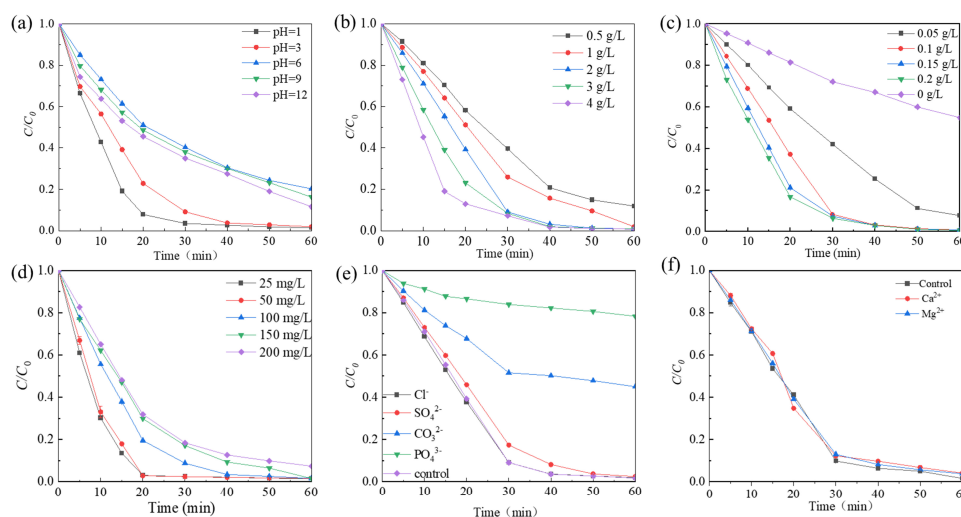 (a)
1.0
0.8
0.6
0.4
0.2
0.0
C/C0
pH=1
pH=3
pH=6
pH=9
pH=12
0 10 20 30 40 50 60
Time（min）
(b)
1.0
0.8
0.6
0.4
0.2
0.0
C/C0
0.5 g/L
1 g/L
2 g/L
3 g/L
4 g/L
0 10 20 30 40 50 60
Time (min)
(c)
1.0
0.8
0.6
0.4
0.2
0.0
C/C0
0.05 g/L
0.1 g/L
0.15 g/L
0.2 g/L
0 g/L
0 10 20 30 40 50 60
Time (min)
(d)
1.0
0.8
0.6
0.4
0.2
0.0
C/C0
25 mg/L
50 mg/L
100 mg/L
150 mg/L
200 mg/L
0 10 20 30 40 50 60
Time (min)
(e)
1.0
0.8
0.6
0.4
0.2
0.0
C/C0
Cl-
SO4 2-
CO3 2-
PO4 3-
control
0 10 20 30 40 50 60
Time（min）
(f)
1.0
0.8
0.6
0.4
0.2
0.0
C/C0
Control
Ca2+
Mg2+
0 10 20 30 40 50 60
Time（min）